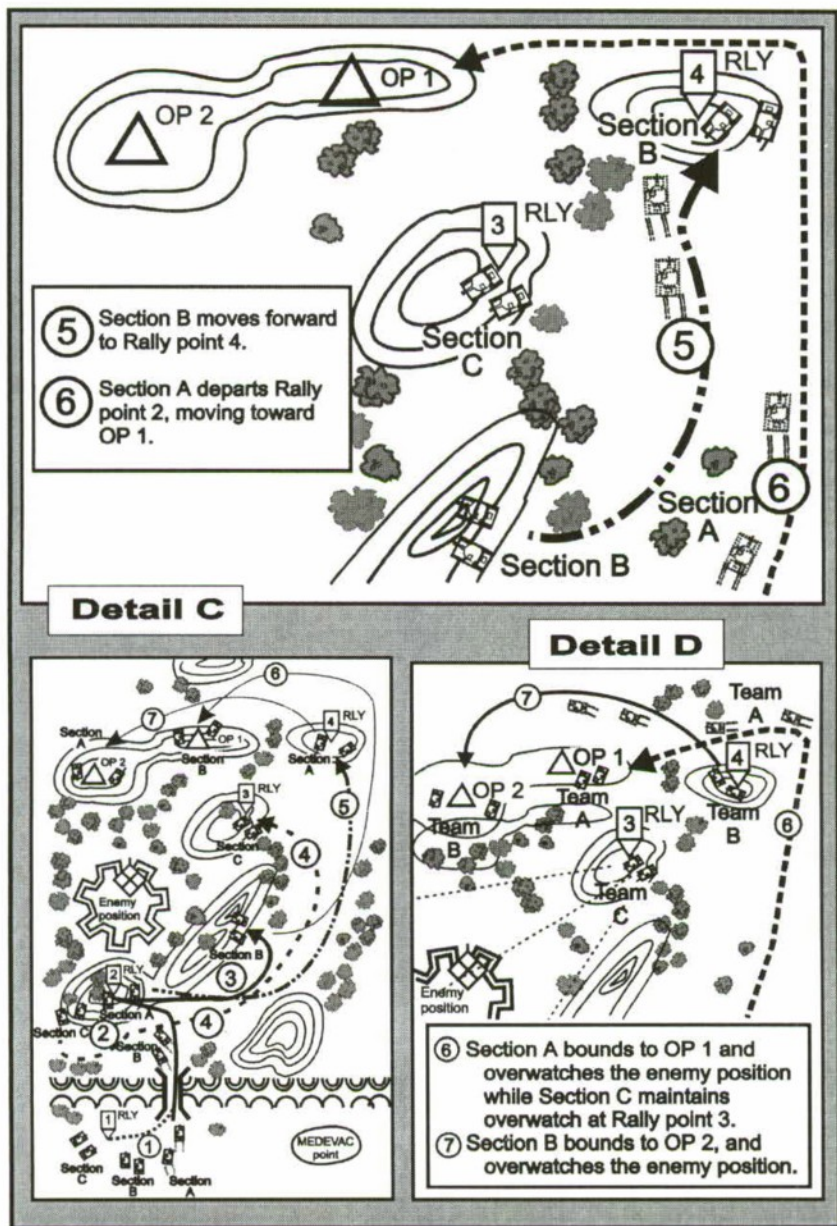 OP 1
OP 2
4
RLY
Section
B
3
RLY
Section
C
5
Section B moves forward
to Rally point 4.
6
Section A departs Rally
point 2, moving toward
OP 1.
5
6
Section
A
Section B
Detail C
Detail D
6
7
Section
A
OP 1
4
RLY
OP 2
Section
B
Section
A
5
3
RLY
Section
C
4
Enemy
position
Section B
3
2
RLY
Section A
Section C
2
4
Section
B
1
RLY
1
MEDEVAC
point
Section
C
Section
B
Section
A
7
Team
A
OP 1
4
RLY
OP 2
Team
A
3
RLY
Team
B
Team
B
6
Team
C
Enemy
position
6 Section A bounds to OP 1 and
overwatches the enemy position
while Section C maintains
overwatch at Rally point 3.
7 Section B bounds to OP 2, and
overwatches the enemy position.